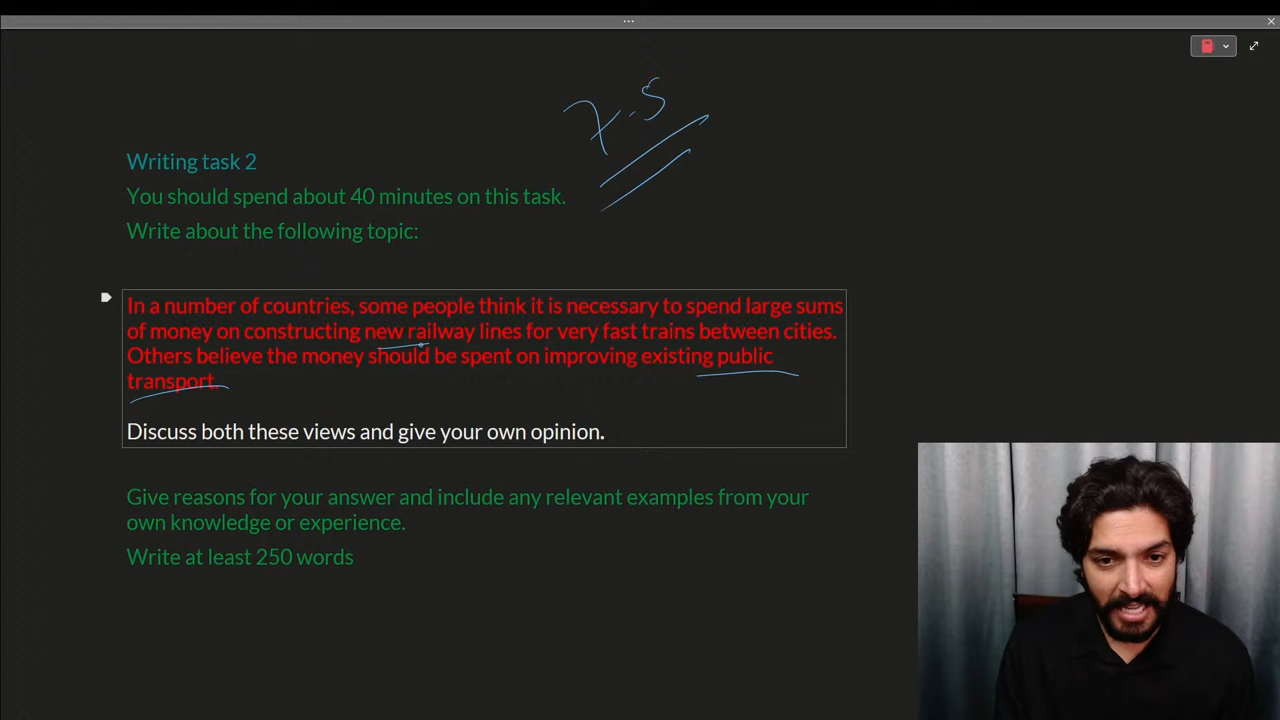 7.5
Writing task 2
You should spend about 40 minutes on this task.
Write about the following topic:
In a number of countries, some people think it is necessary to spend large sums
of money on constructing new railway lines for very fast trains between cities.
Others believe the money should be spent on improving existing public
transport.
Discuss both these views and give your own opinion.
Give reasons for your answer and include any relevant examples from your
own knowledge or experience.
Write at least 250 words